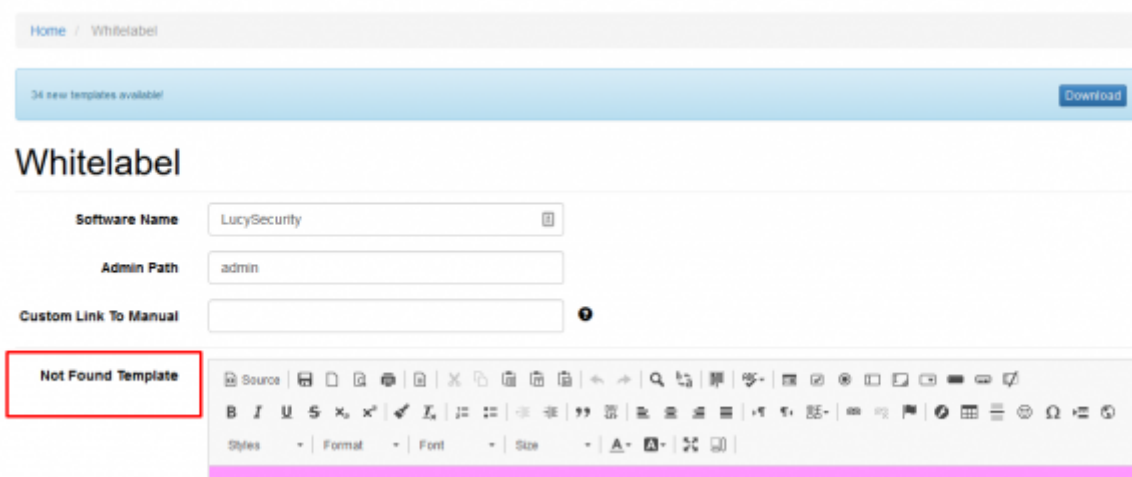 Home / Whitelabel
34 new templates available!
Download
Whitelabel
Software Name
LucySecurity
Admin Path
admin
Custom Link To Manual
Not Found Template
Source
Styles Format Font Size